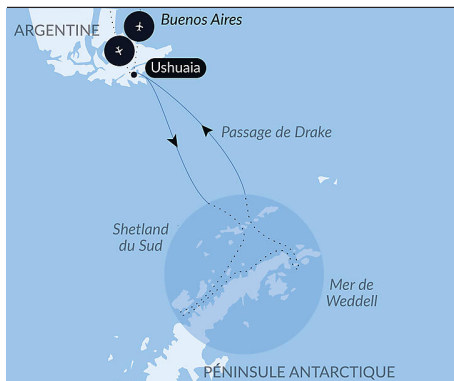 Buenos Aires
ARGENTINE
Ushuaia
Passage de Drake
Shetland
du Sud
Mer de
Weddell
PÉNINSULE ANTARCTIQUE